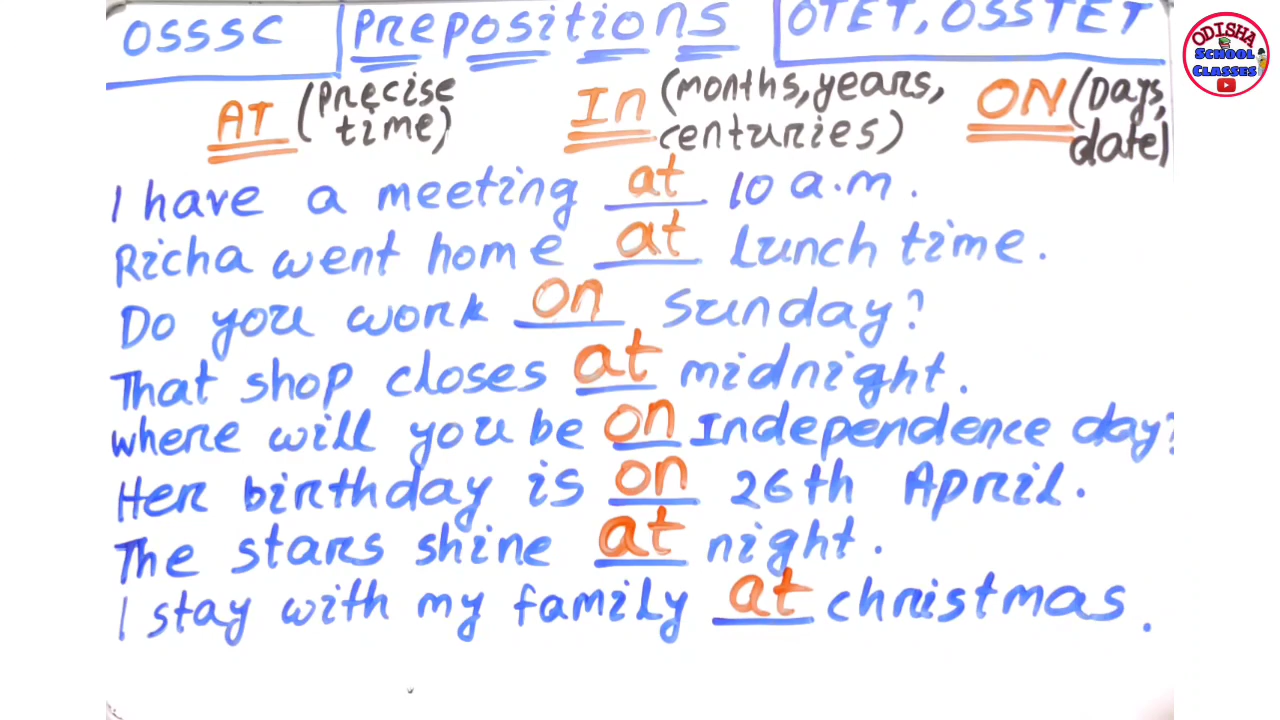 OSSSC
Prepositions
OTET, OSSTET
ODISHA
SCHOOL
CLASSES
AT (Precise time)
In (months, years, centuries)
ON (Days, date)
I have a meeting at 10 a.m.
Richa went home at Lunch time.
Do you work on Sunday?
That shop closes at midnight.
where will you be on Independence day?
Her birthday is on 26th April.
The stars shine at night.
I stay with my family at christmas.